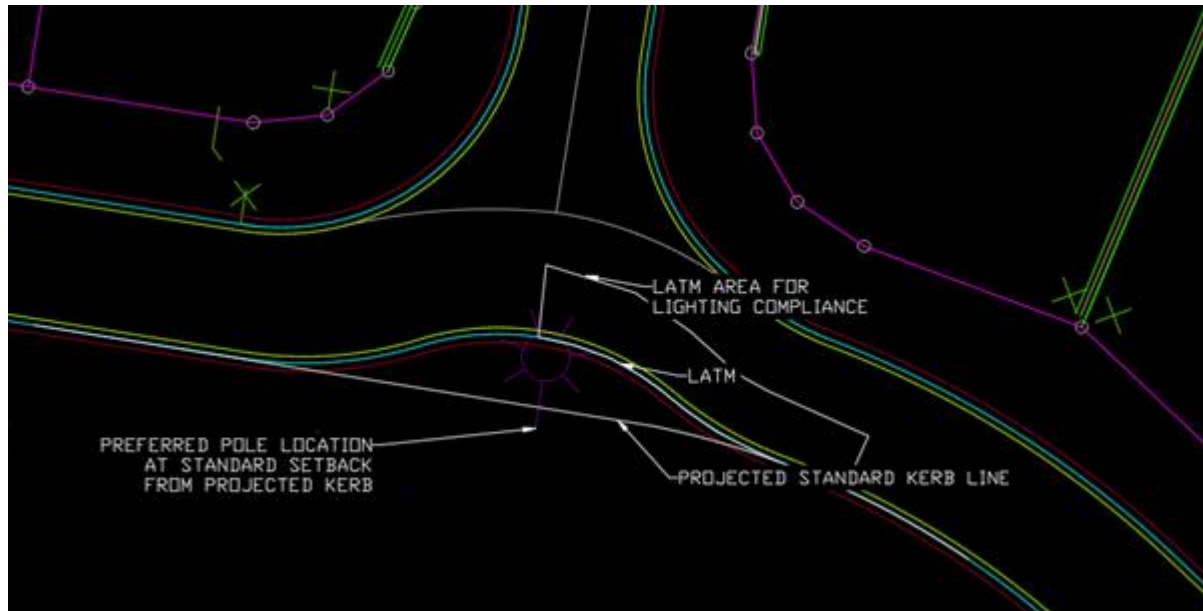 LATM AREA FOR
LIGHTING COMPLIANCE
LATM
PREFERRED POLE LOCATION
AT STANDARD SETBACK
FROM PROJECTED KERB
PROJECTED STANDARD KERB LINE